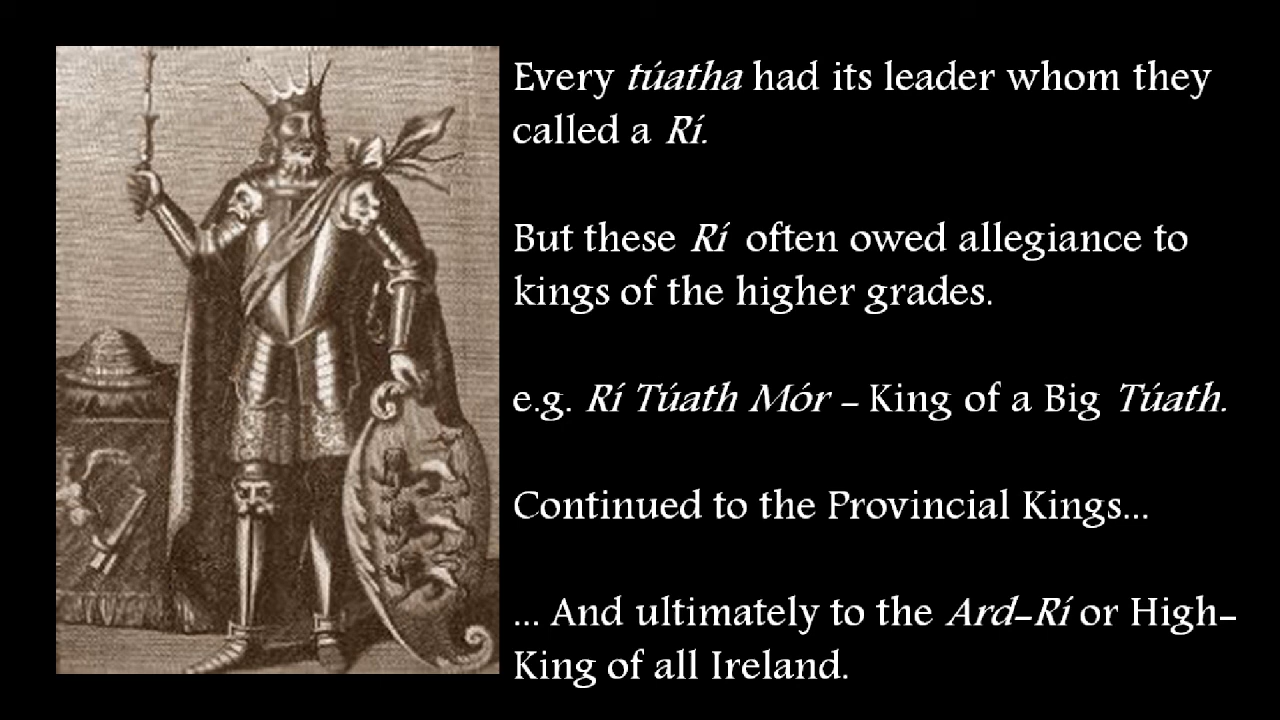 Every túatha had its leader whom they
called a Rí.
But these Rí often owed allegiance to
kings of the higher grades.
e.g. Rí Túath Mór – King of a Big Túath.
Continued to the Provincial Kings...
... And ultimately to the Ard-Rí or High-
King of all Ireland.